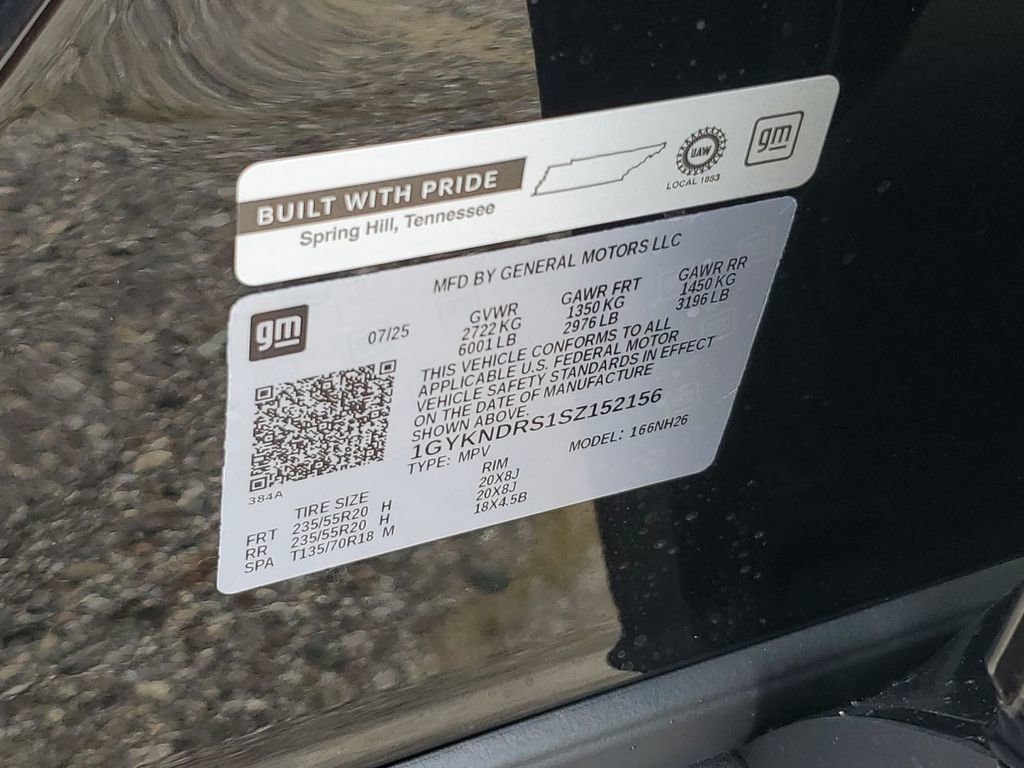 BUILT WITH PRIDE
Spring Hill, Tennessee
UAW
LOCAL 1853
gm
MFD BY GENERAL MOTORS LLC
gm
07/25
GVWR GAWR FRT GAWR RR
2722 KG 1350 KG 1450 KG
6001 LB 2976 LB 3196 LB
THIS VEHICLE CONFORMS TO ALL
APPLICABLE U.S. FEDERAL MOTOR
VEHICLE SAFETY STANDARDS IN EFFECT
ON THE DATE OF MANUFACTURE
SHOWN ABOVE.
1GYKNDRS1SZ152156
TYPE: MPV MODEL: 166NH26
384A
TIRE SIZE RIM
FRT 235/55R20 H 20X8J
RR 235/55R20 H 20X8J
SPA T135/70R18 M 18X4.5B